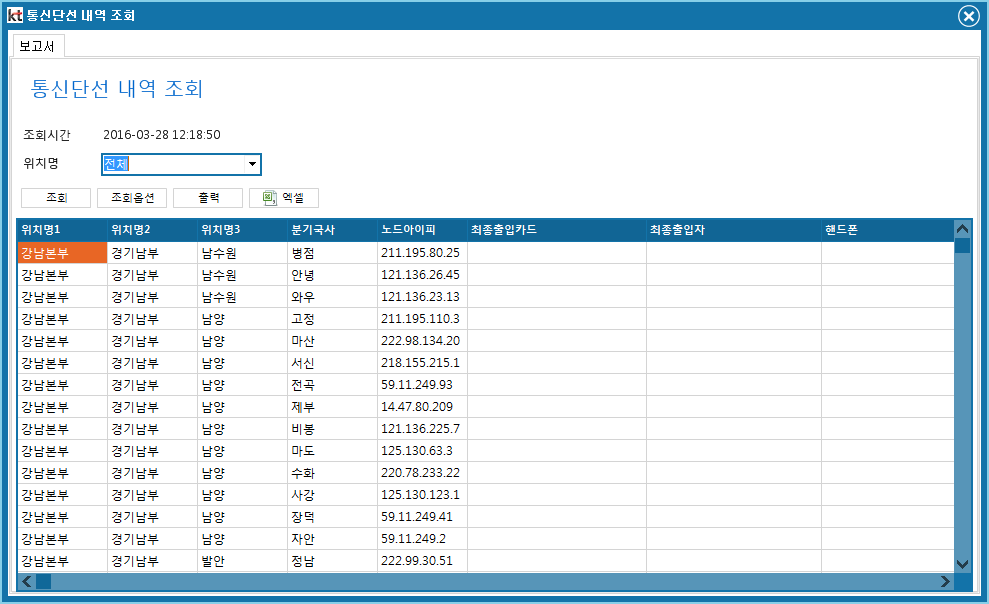 kt 통신단선 내역 조회
보고서
통신단선 내역 조회
조회시간 2016-03-28 12:18:50
위치명 전체
조회 조회옵션 출력 엑셀
위치명1 위치명2 위치명3 분기국사 노드아이피 최종출입카드 최종출입자 핸드폰
강남본부 경기남부 남수원 병점 211.195.80.25
강남본부 경기남부 남수원 안녕 121.136.26.45
강남본부 경기남부 남수원 와우 121.136.23.13
강남본부 경기남부 남양 고정 211.195.110.3
강남본부 경기남부 남양 마산 222.98.134.20
강남본부 경기남부 남양 서신 218.155.215.1
강남본부 경기남부 남양 전곡 59.11.249.93
강남본부 경기남부 남양 제부 14.47.80.209
강남본부 경기남부 남양 비봉 121.136.225.7
강남본부 경기남부 남양 마도 125.130.63.3
강남본부 경기남부 남양 수화 220.78.233.22
강남본부 경기남부 남양 사강 125.130.123.1
강남본부 경기남부 남양 장덕 59.11.249.41
강남본부 경기남부 남양 자안 59.11.249.2
강남본부 경기남부 발안 정남 222.99.30.51